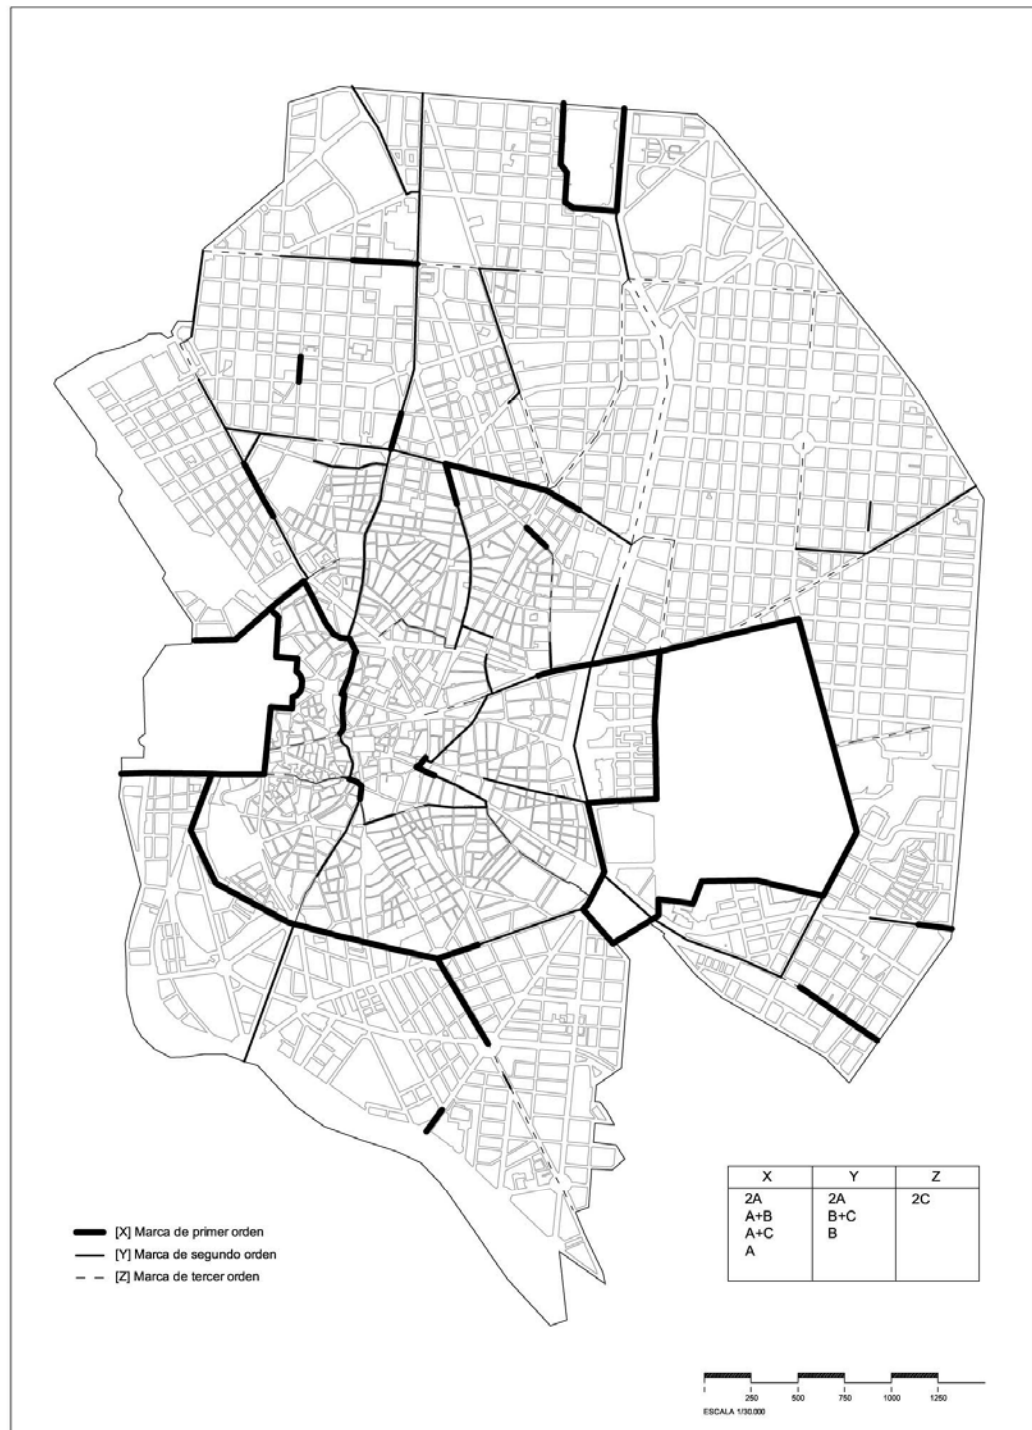 X Y Z
2A 2A 2C
A+B B+C
A+C B
A
[X] Marca de primer orden
[Y] Marca de segundo orden
[Z] Marca de tercer orden
250 500 750 1000 1250
ESCALA 1/30.000